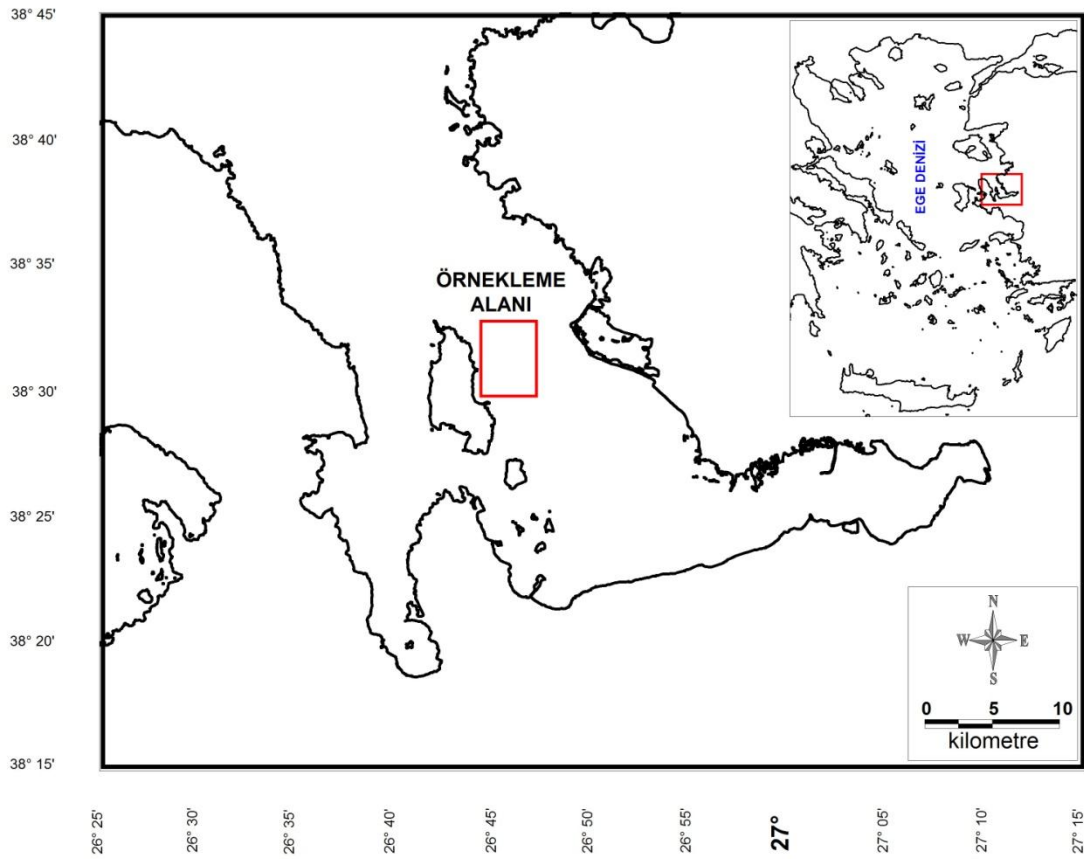 38° 45'
38° 40'
38° 35'
38° 30'
38° 25'
38° 20'
38° 15'
ÖRNEKLEME
ALANI
EGE DENİZİ
N
W E
S
0 5 10
kilometre
26° 25'
26° 30'
26° 35'
26° 40'
26° 45'
26° 50'
26° 55'
27°
27° 05'
27° 10'
27° 15'